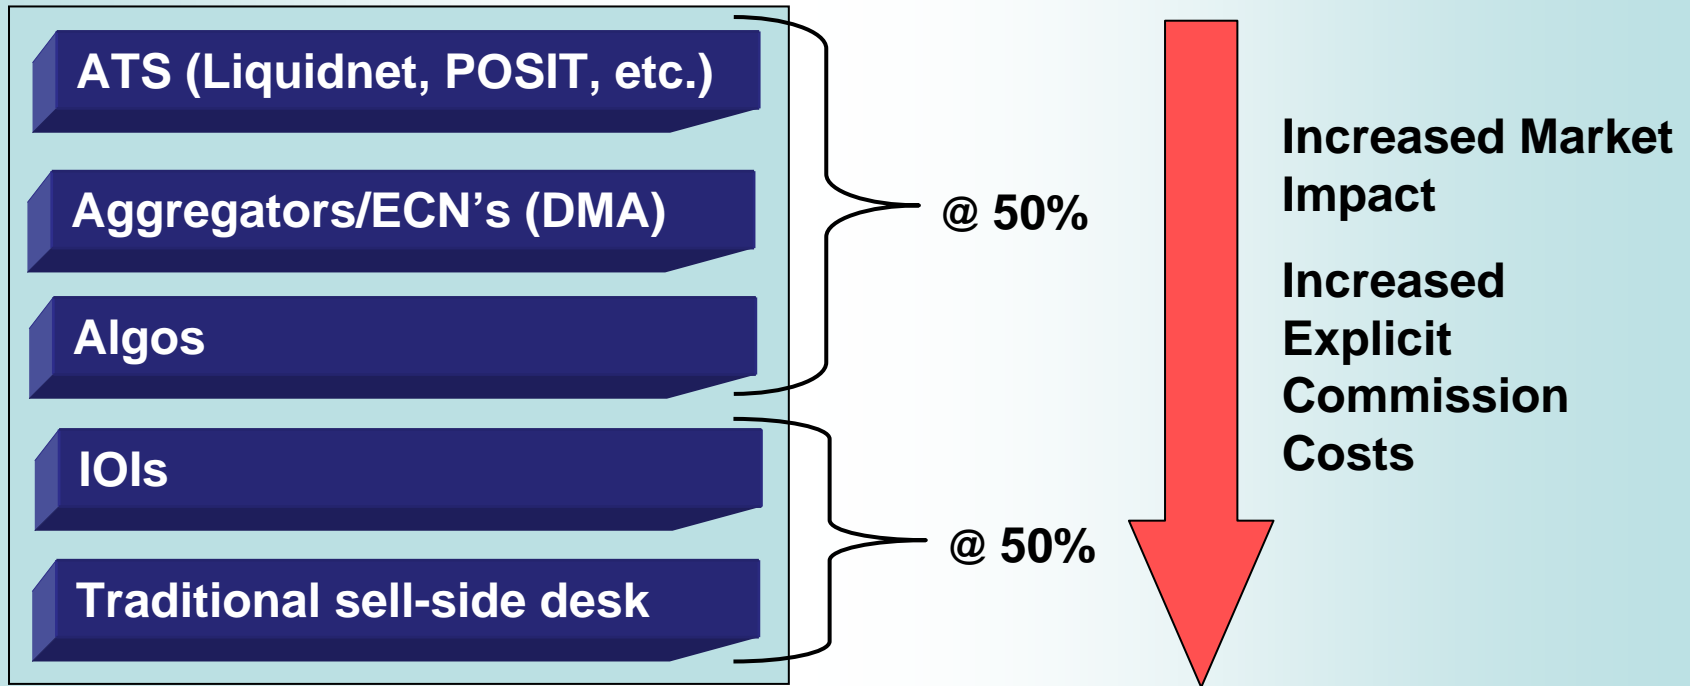 ATS (Liquidnet, POSIT, etc.)
Aggregators/ECN’s (DMA)
@ 50%
Algos
IOIs
Traditional sell-side desk
@ 50%
Increased Market
Impact
Increased
Explicit
Commission
Costs